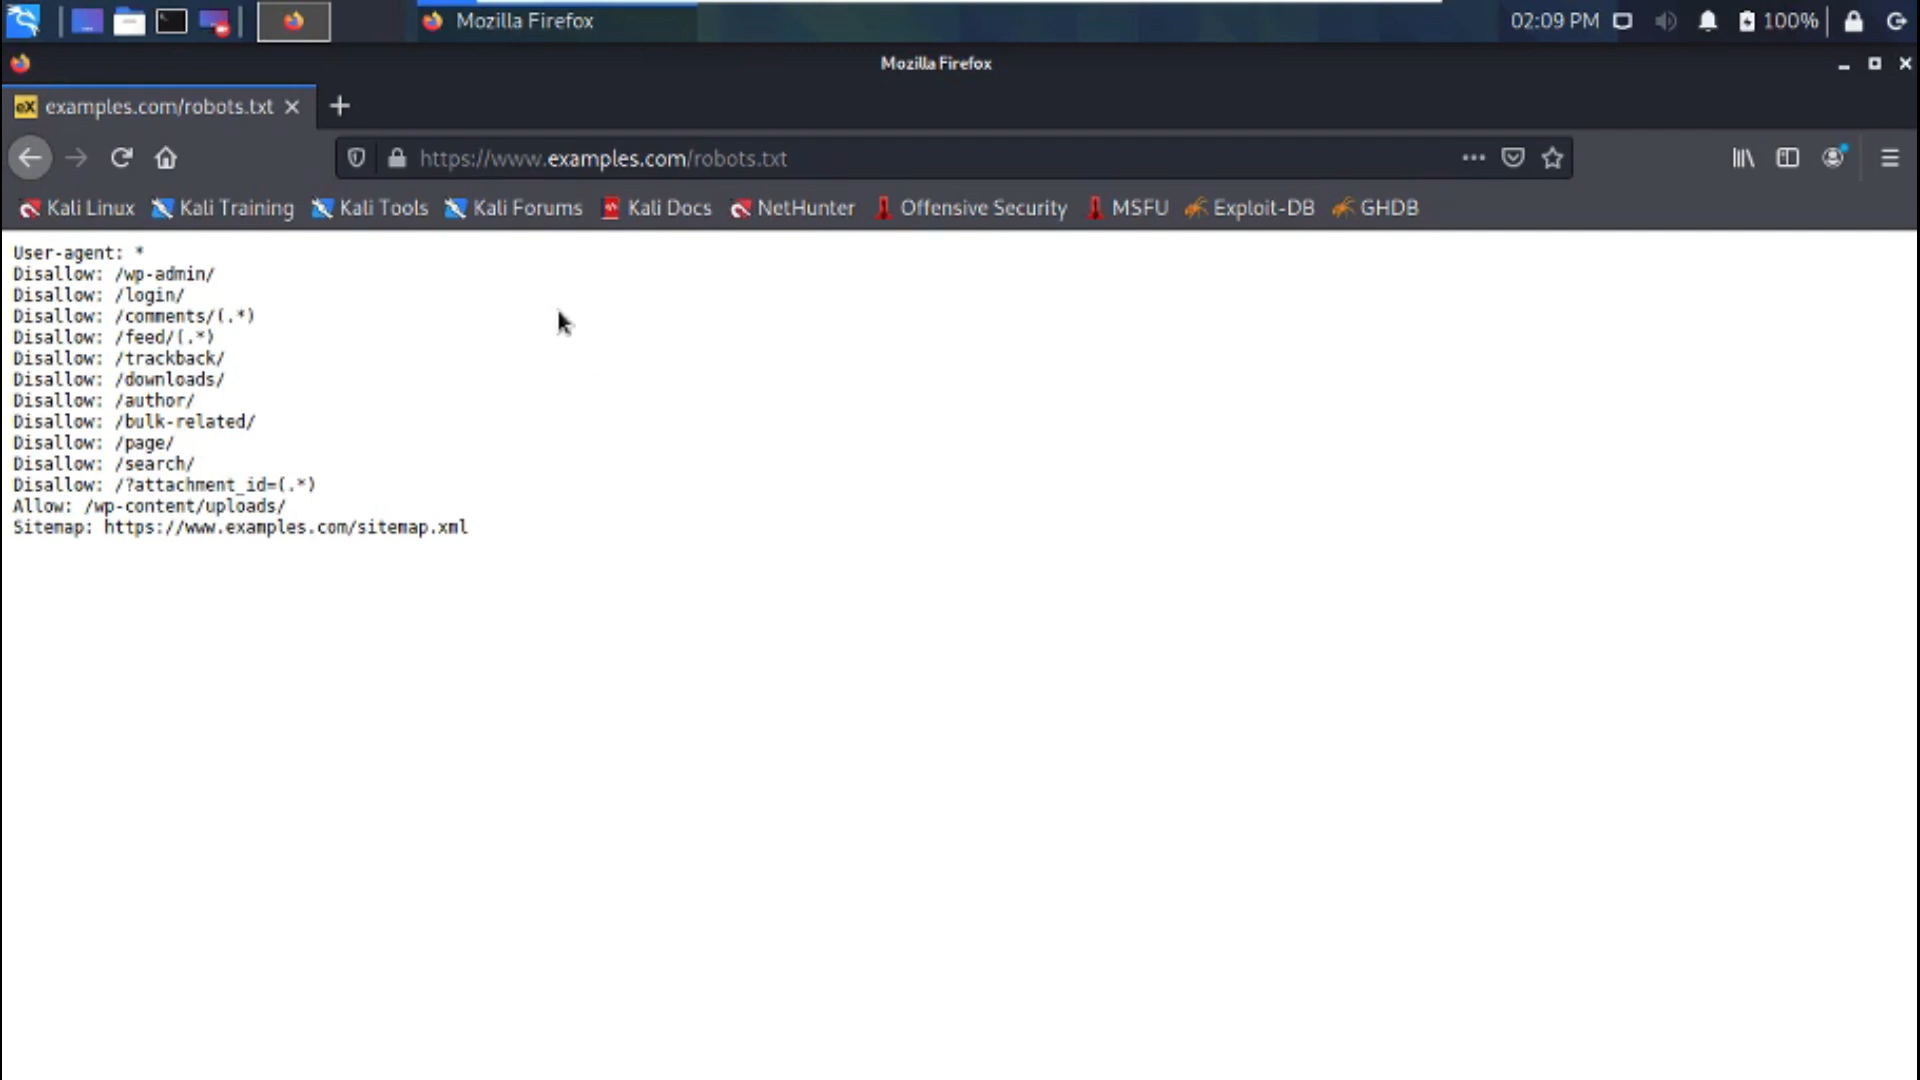 Mozilla Firefox
02:09 PM
100%
Mozilla Firefox
eX examples.com/robots.txt
https://www.examples.com/robots.txt
Kali Linux Kali Training Kali Tools Kali Forums Kali Docs NetHunter Offensive Security MSFU Exploit-DB GHDB
User-agent: *
Disallow: /wp-admin/
Disallow: /login/
Disallow: /comments/(.*)
Disallow: /feed/(.*)
Disallow: /trackback/
Disallow: /downloads/
Disallow: /author/
Disallow: /bulk-related/
Disallow: /page/
Disallow: /search/
Disallow: /?attachment_id=(.*)
Allow: /wp-content/uploads/
Sitemap: https://www.examples.com/sitemap.xml